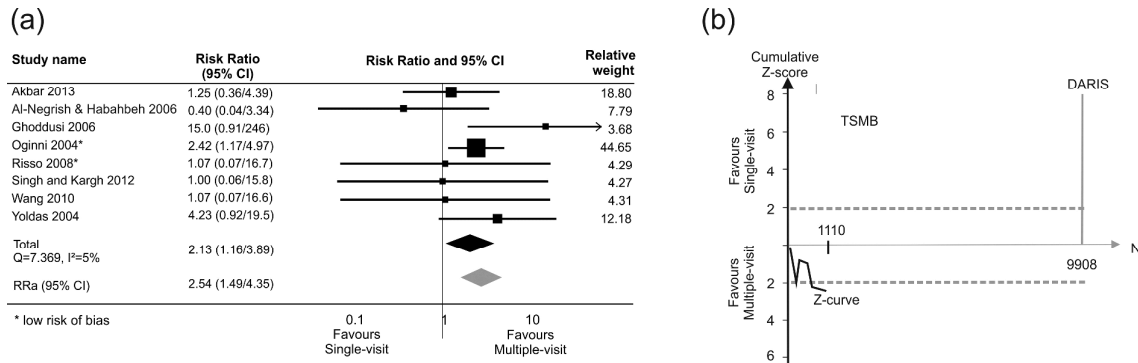 (a)
Study name Risk Ratio (95% CI) Risk Ratio and 95% CI Relative weight
Akbar 2013 1.25 (0.36/4.39) 18.80
Al-Negrish & Habahbeh 2006 0.40 (0.04/3.34) 7.79
Ghoddusi 2006 15.0 (0.91/246) 3.68
Oginni 2004* 2.42 (1.17/4.97) 44.65
Risso 2008* 1.07 (0.07/16.7) 4.29
Singh and Kargh 2012 1.00 (0.06/15.8) 4.27
Wang 2010 1.07 (0.07/16.6) 4.31
Yoldas 2004 4.23 (0.92/19.5) 12.18
Total 2.13 (1.16/3.89)
Q=7.369, I²=5%
RRa (95% CI) 2.54 (1.49/4.35)
* low risk of bias 0.1 1 10
Favours Single-visit Favours Multiple-visit
(b)
Cumulative
Z-score
8
6
4
2
2
4
6
Favours Single-visit
Favours Multiple-visit
TSMB
DARIS
1110
9908
N
Z-curve